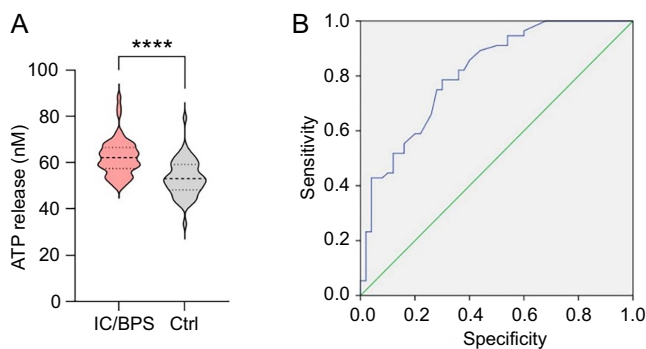 A
****
100
80
60
40
20
0
ATP release (nM)
IC/BPS Ctrl
B
1.0
0.8
0.6
0.4
0.2
0.0
Sensitivity
0.0 0.2 0.4 0.6 0.8 1.0
Specificity